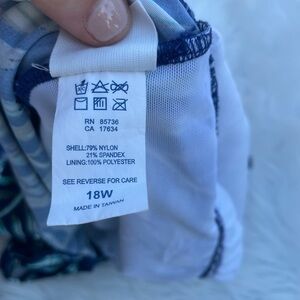 RN 85736
CA 17634
SHELL:79% NYLON
21% SPANDEX
LINING:100% POLYESTER
SEE REVERSE FOR CARE
18W
MADE IN TAIWAN